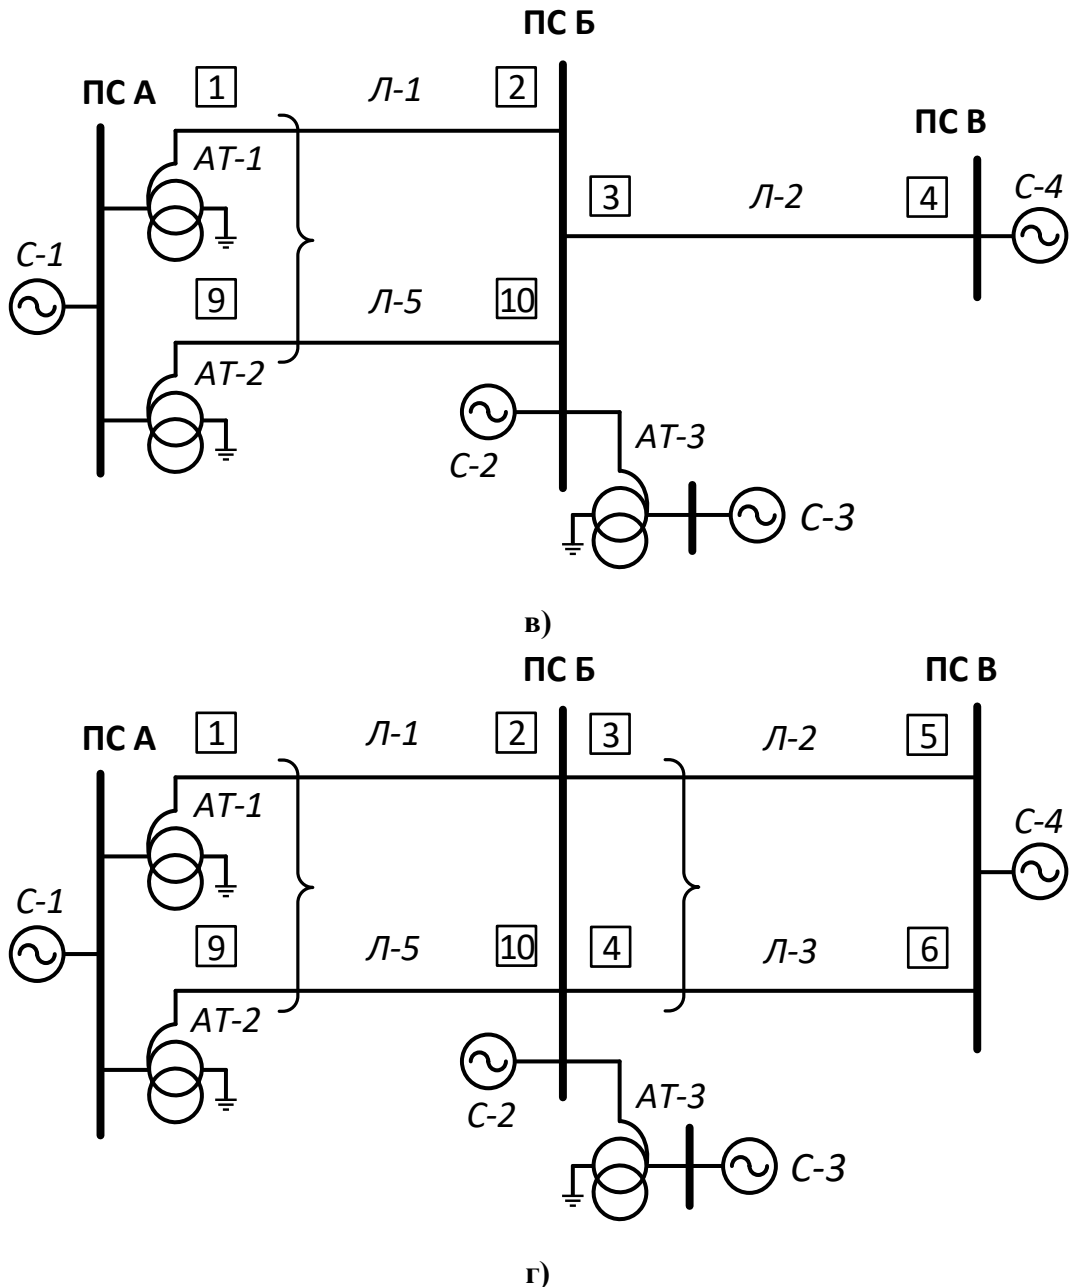 ПС Б
ПС А
1
Л-1
2
ПС В
АТ-1
3
Л-2
4
С-4
С-1
9
Л-5
10
АТ-2
С-2
АТ-3
С-3
в)
ПС Б
ПС В
ПС А
1
Л-1
2
3
Л-2
5
АТ-1
С-4
С-1
9
Л-5
10
4
Л-3
6
АТ-2
С-2
АТ-3
С-3
г)